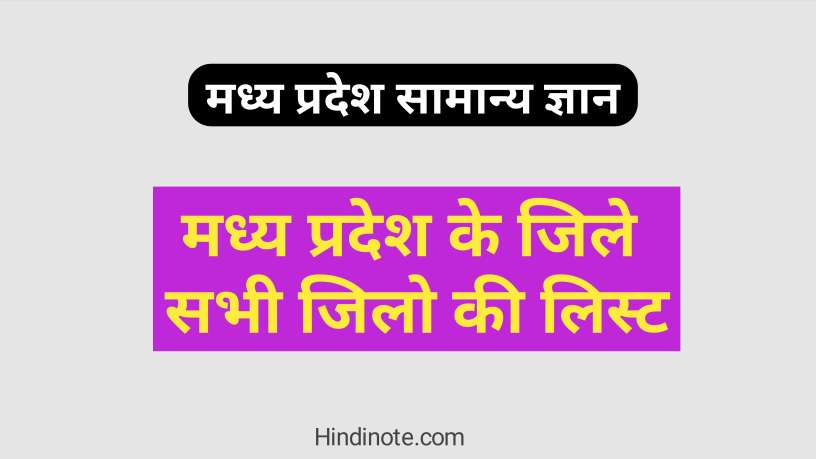 मध्य प्रदेश सामान्य ज्ञान
मध्य प्रदेश के जिले
सभी जिलो की लिस्ट
Hindinote.com